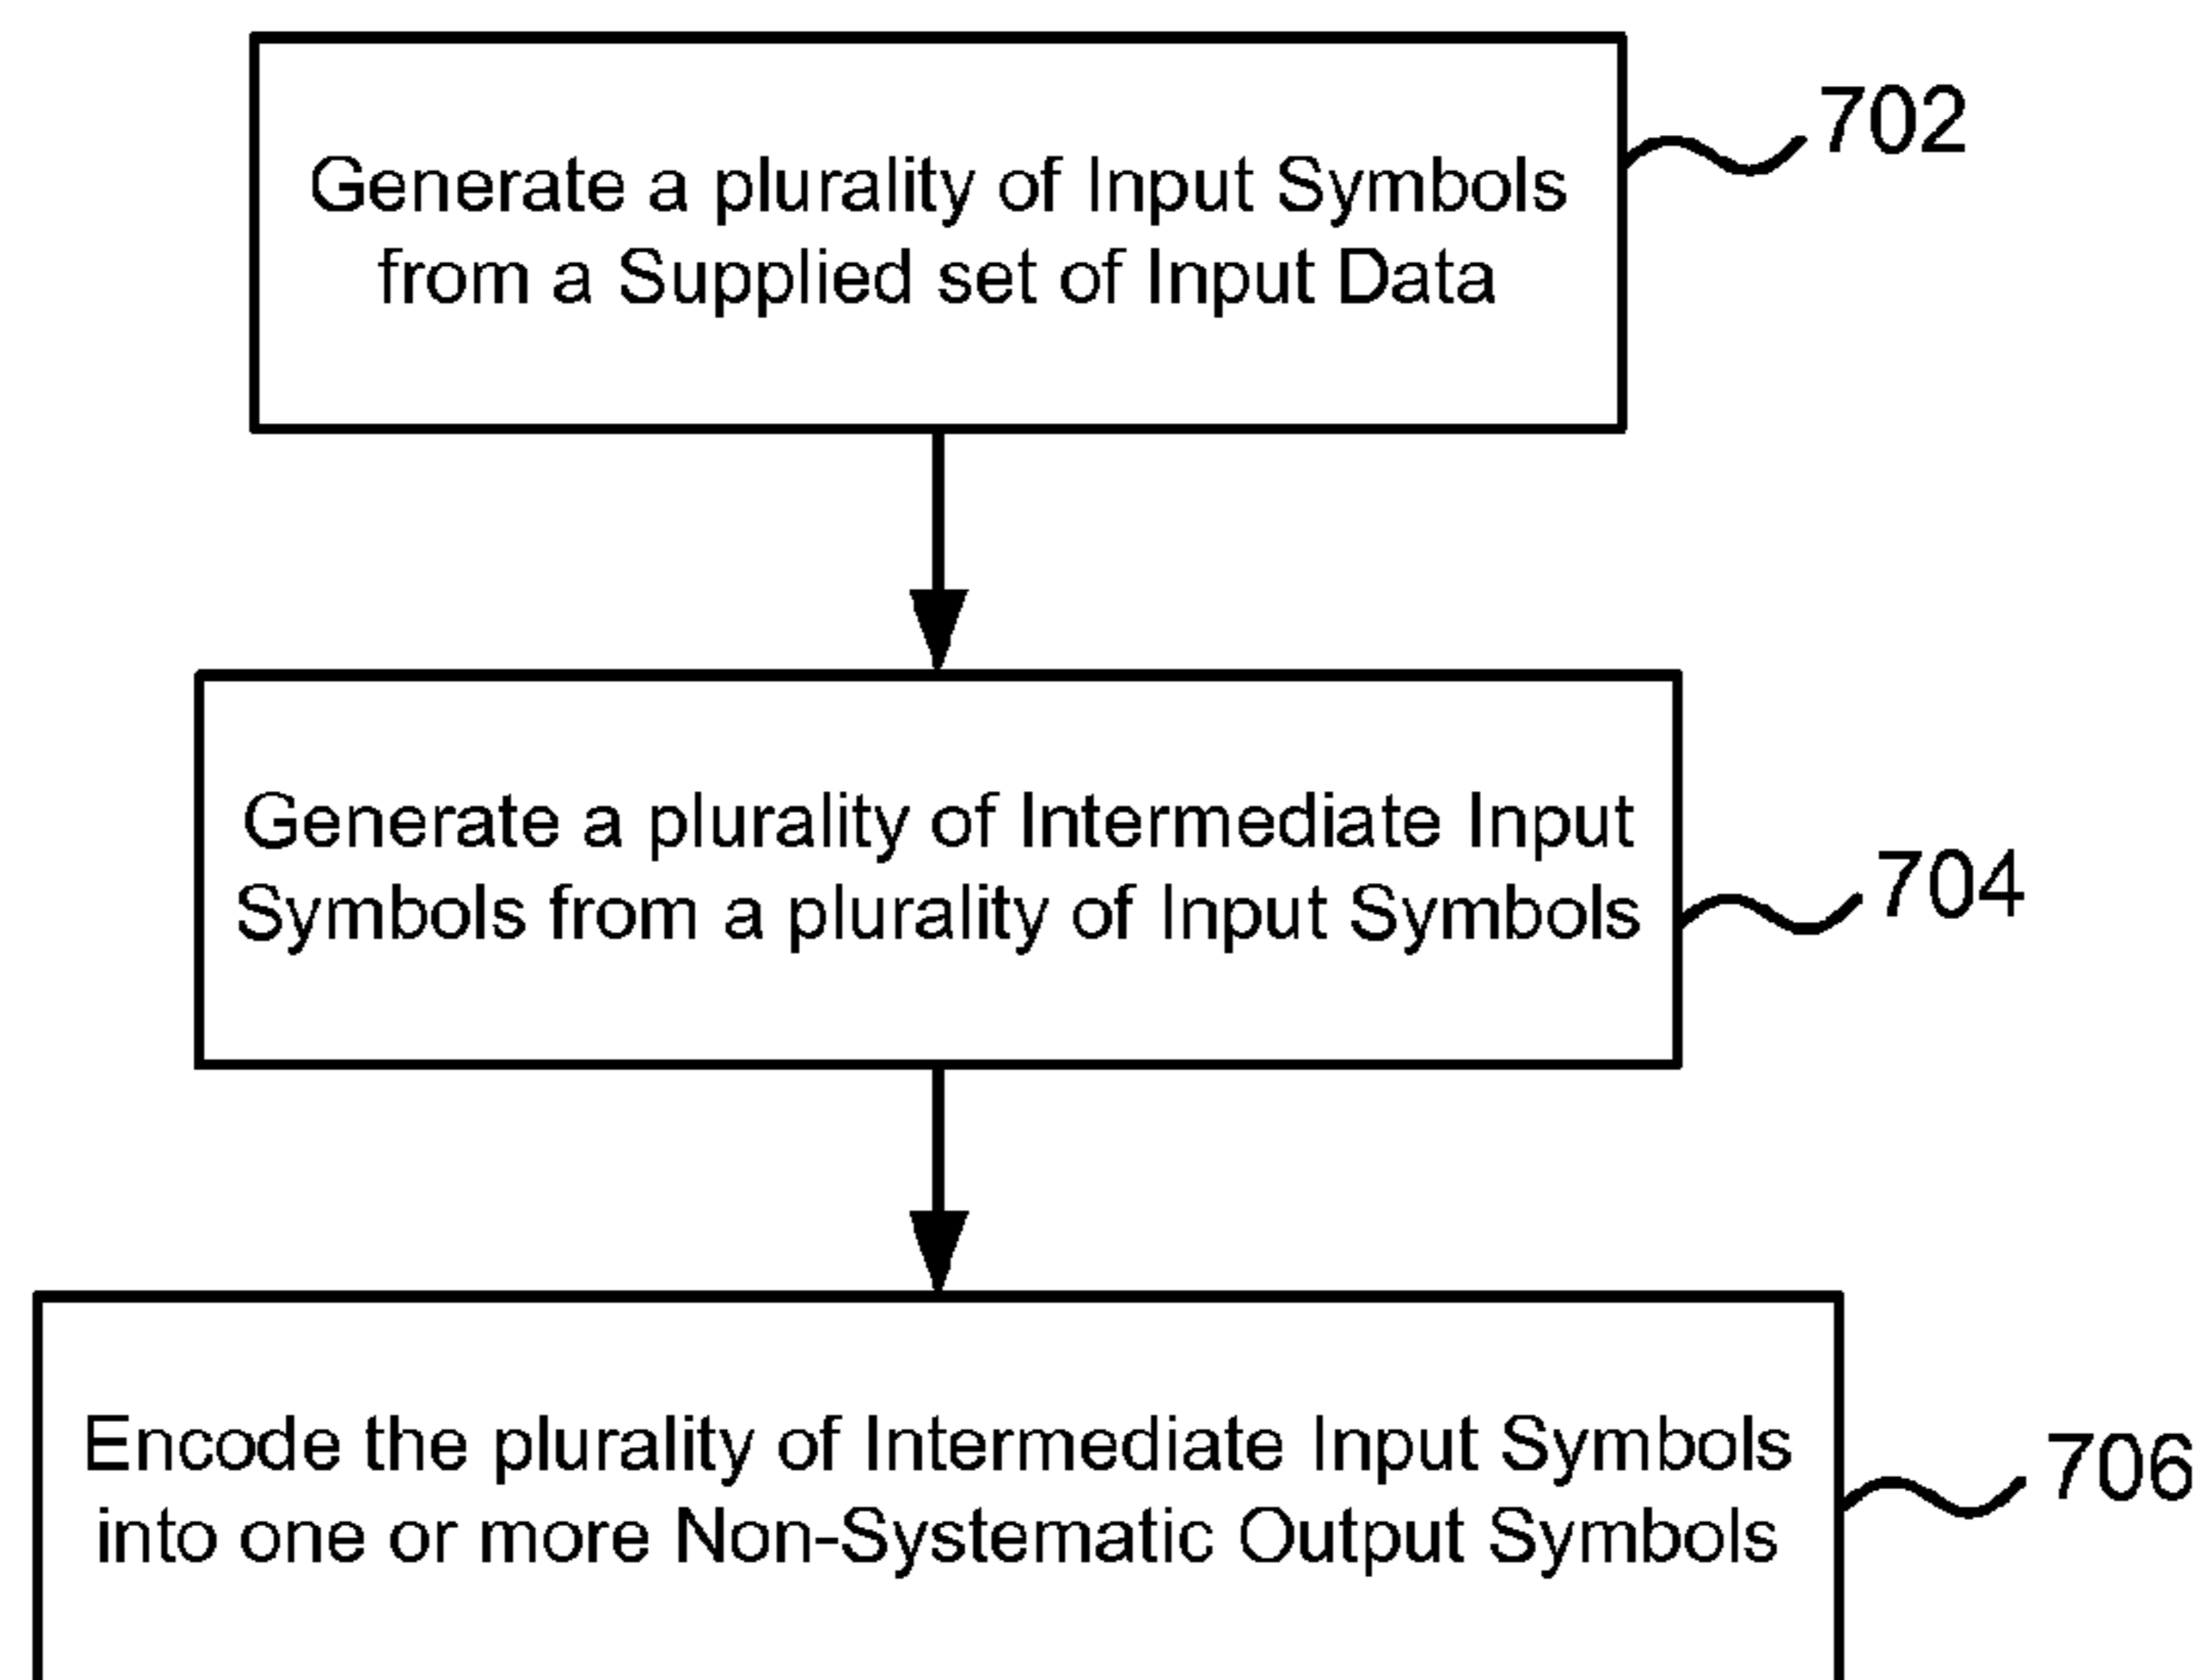 702
Generate a plurality of Input Symbols
from a Supplied set of Input Data
Generate a plurality of Intermediate Input
Symbols from a plurality of Input Symbols
704
Encode the plurality of Intermediate Input Symbols
into one or more Non-Systematic Output Symbols
706